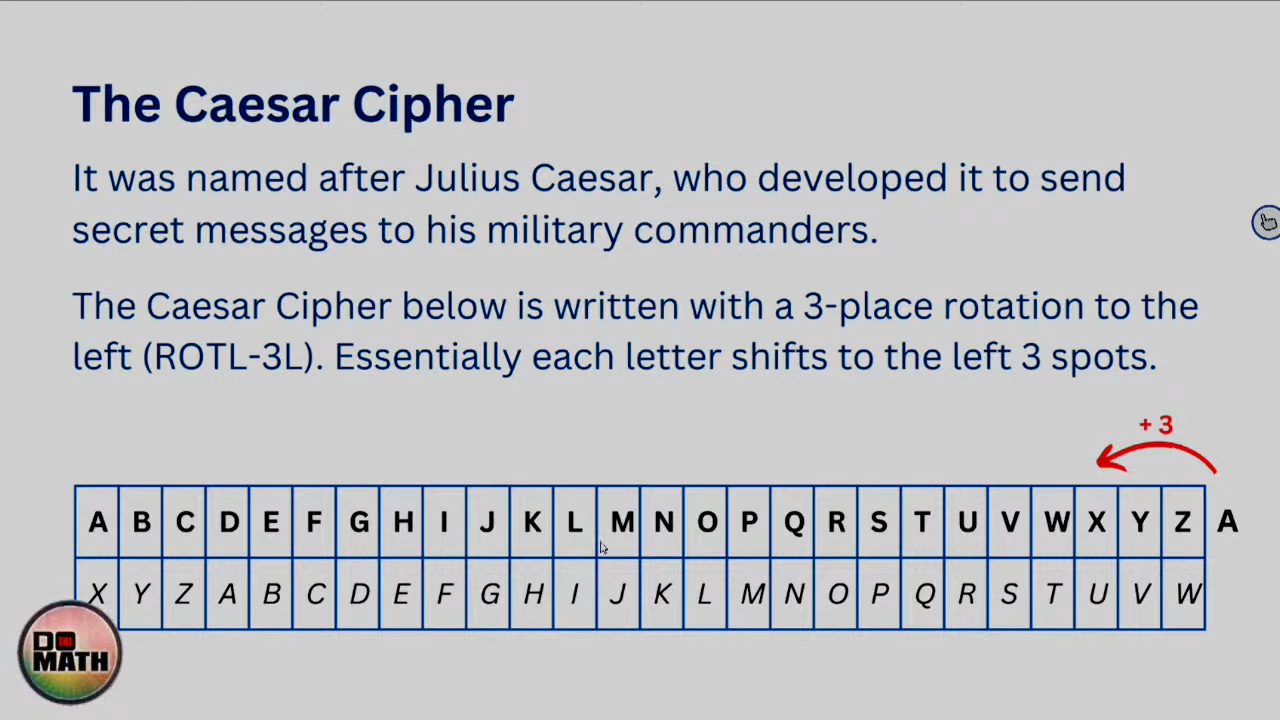 The Caesar Cipher
It was named after Julius Caesar, who developed it to send
secret messages to his military commanders.
The Caesar Cipher below is written with a 3-place rotation to the
left (ROTL-3L). Essentially each letter shifts to the left 3 spots.
+ 3
A B C D E F G H I J K L M N O P Q R S T U V W X Y Z A
X Y Z A B C D E F G H I J K L M N O P Q R S T U V W
DO THE
MATH